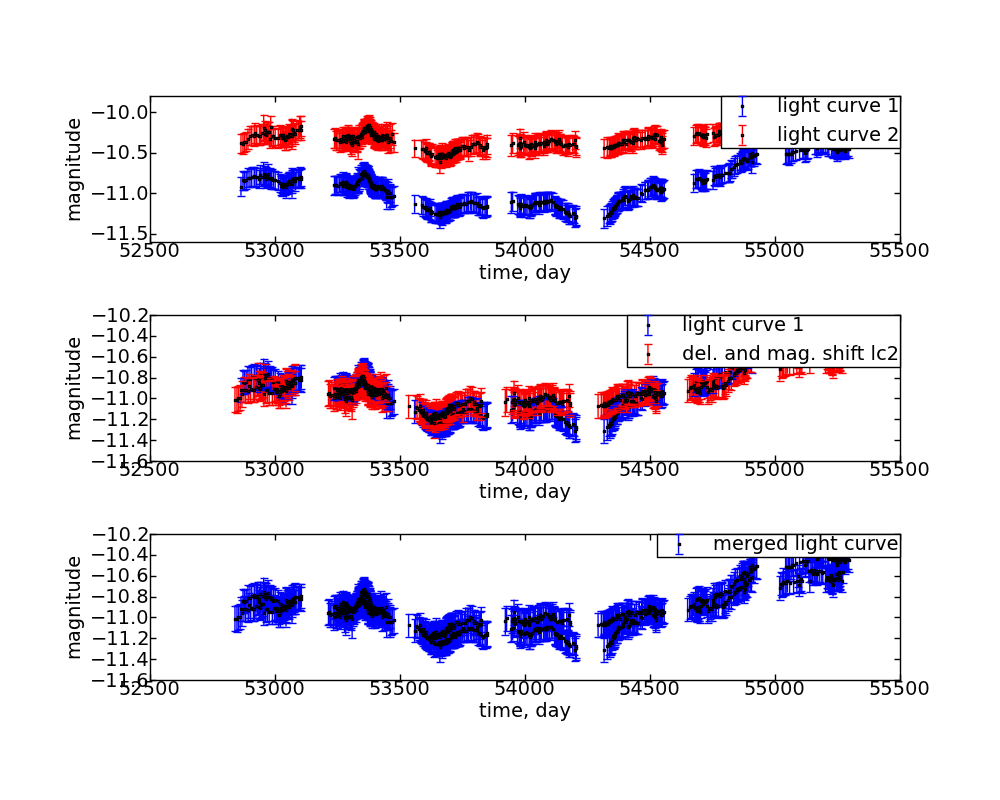 light curve 1
light curve 2
−10.0
−10.5
−11.0
−11.5
magnitude
52500 53000 53500 54000 54500 55000 55500
time, day
light curve 1
del. and mag. shift lc2
−10.2
−10.4
−10.6
−10.8
−11.0
−11.2
−11.4
−11.6
magnitude
52500 53000 53500 54000 54500 55000 55500
time, day
merged light curve
−10.2
−10.4
−10.6
−10.8
−11.0
−11.2
−11.4
−11.6
magnitude
52500 53000 53500 54000 54500 55000 55500
time, day